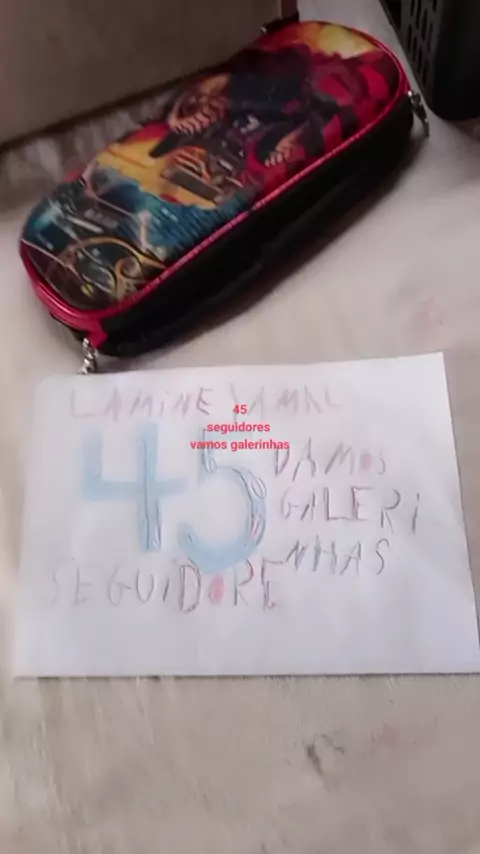 LAMINE YAMAL
45
seguidores
vamos galerinhas
45
VAMOS
GALERI
NHAS
SEGUIDORE